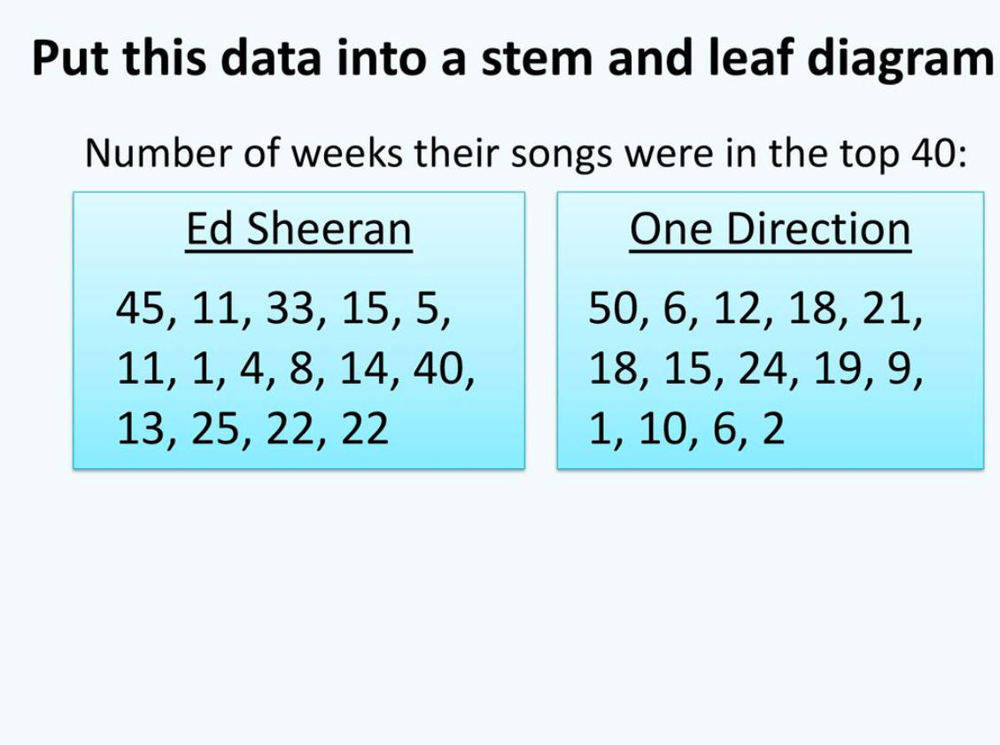 Put this data into a stem and leaf diagram
Number of weeks their songs were in the top 40:
Ed Sheeran
45, 11, 33, 15, 5,
11, 1, 4, 8, 14, 40,
13, 25, 22, 22
One Direction
50, 6, 12, 18, 21,
18, 15, 24, 19, 9,
1, 10, 6, 2